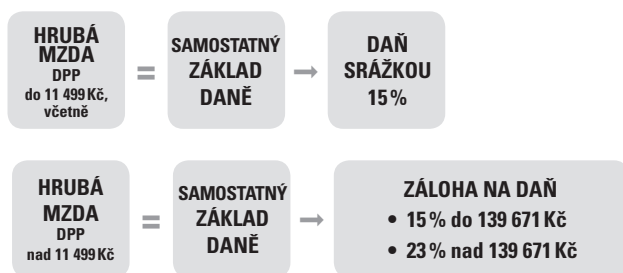 HRUBÁ
MZDA
DPP
do 11 499 Kč,
včetně
=
SAMOSTATNÝ
ZÁKLAD
DANĚ
→
DAŇ
SRÁŽKOU
15 %
HRUBÁ
MZDA
DPP
nad 11 499 Kč
=
SAMOSTATNÝ
ZÁKLAD
DANĚ
→
ZÁLOHA NA DAŇ
• 15 % do 139 671 Kč
• 23 % nad 139 671 Kč